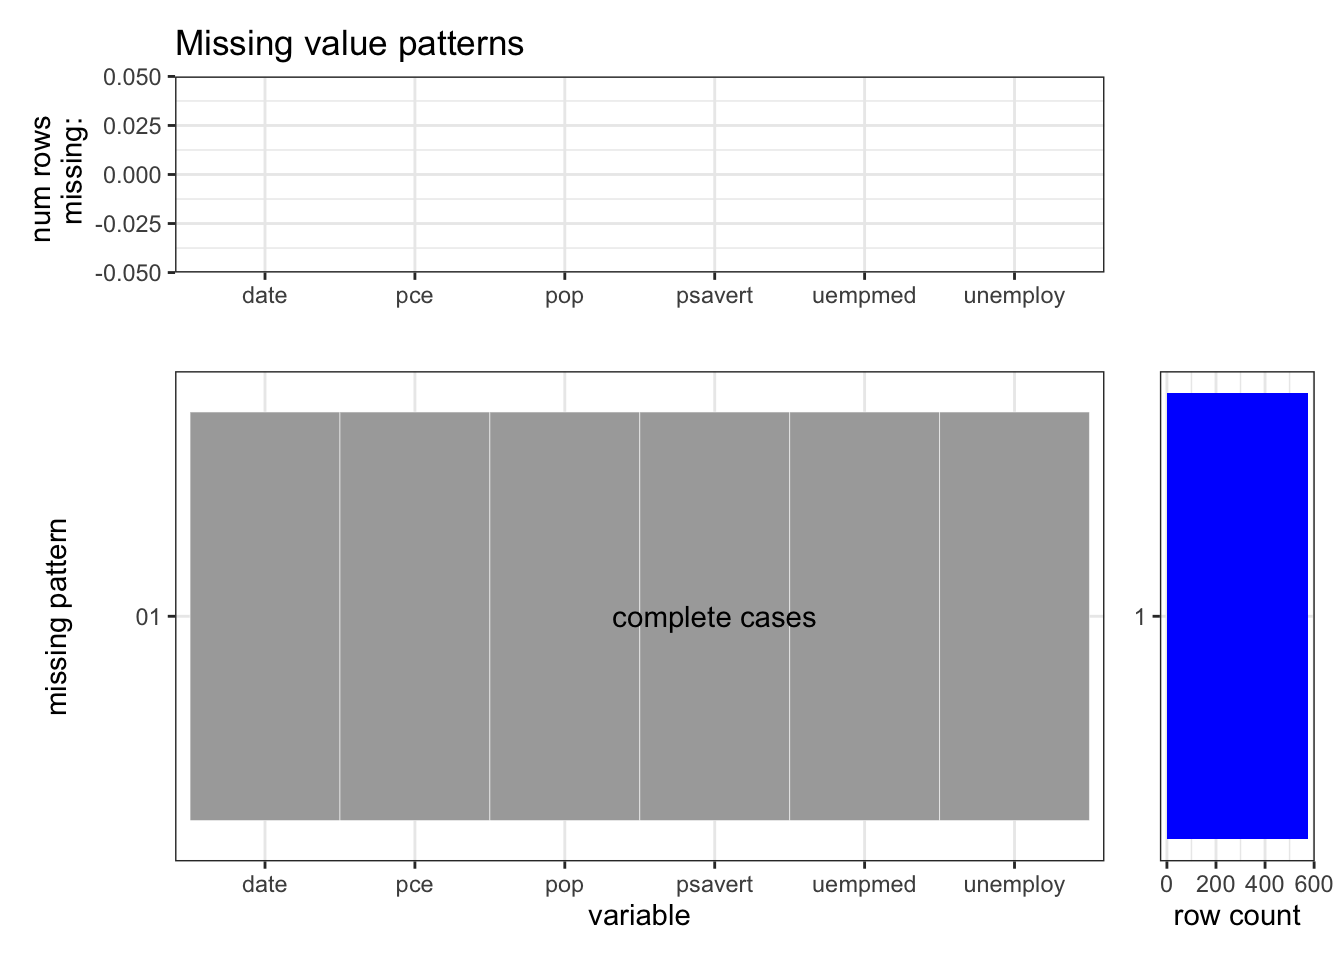 Missing value patterns
num rows
missing:
0.050
0.025
0.000
-0.025
-0.050
date pce pop psavert uempmed unemploy
missing pattern
01
complete cases
1
date pce pop psavert uempmed unemploy
variable
0 200 400 600
row count